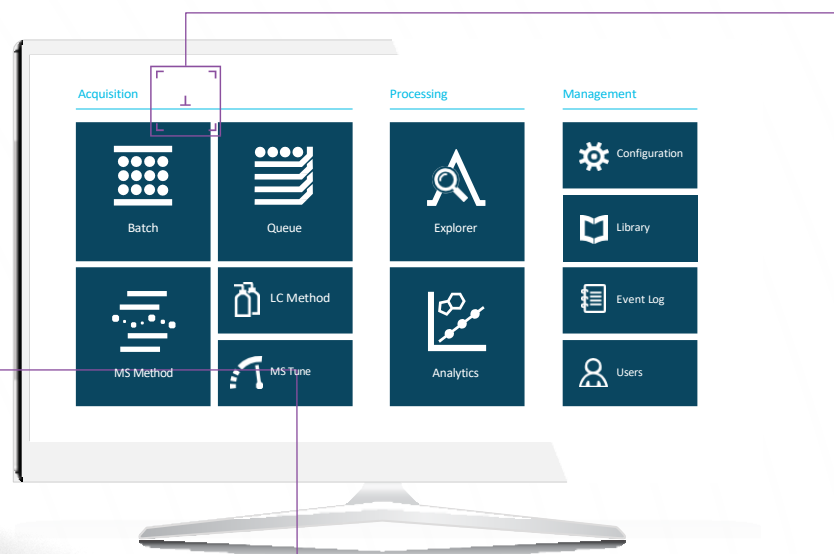 Acquisition
Processing
Management
Batch
Queue
Explorer
Configuration
Library
MS Method
LC Method
MS Tune
Analytics
Event Log
Users